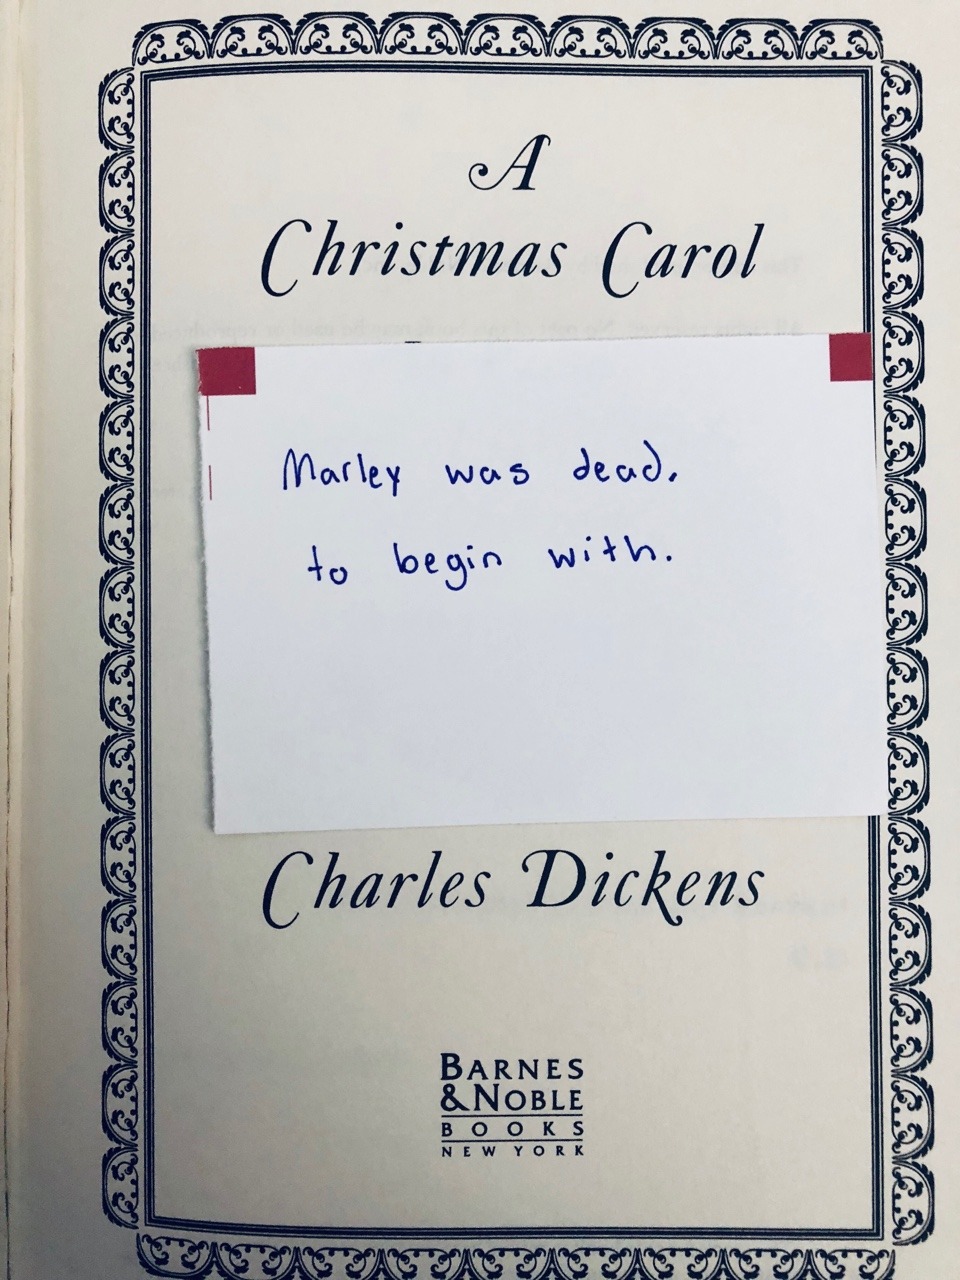 A
Christmas Carol
Marley was dead.
to begin with.
Charles Dickens
BARNES
&NOBLE
BOOKS
NEW YORK